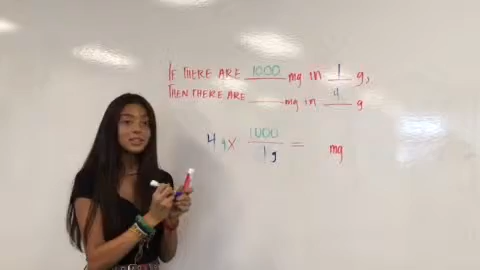 IF THERE ARE 1000 mg IN 1 g,
THEN THERE ARE ____ mg IN 4 g
4 g x 1000 / 1 g = mg